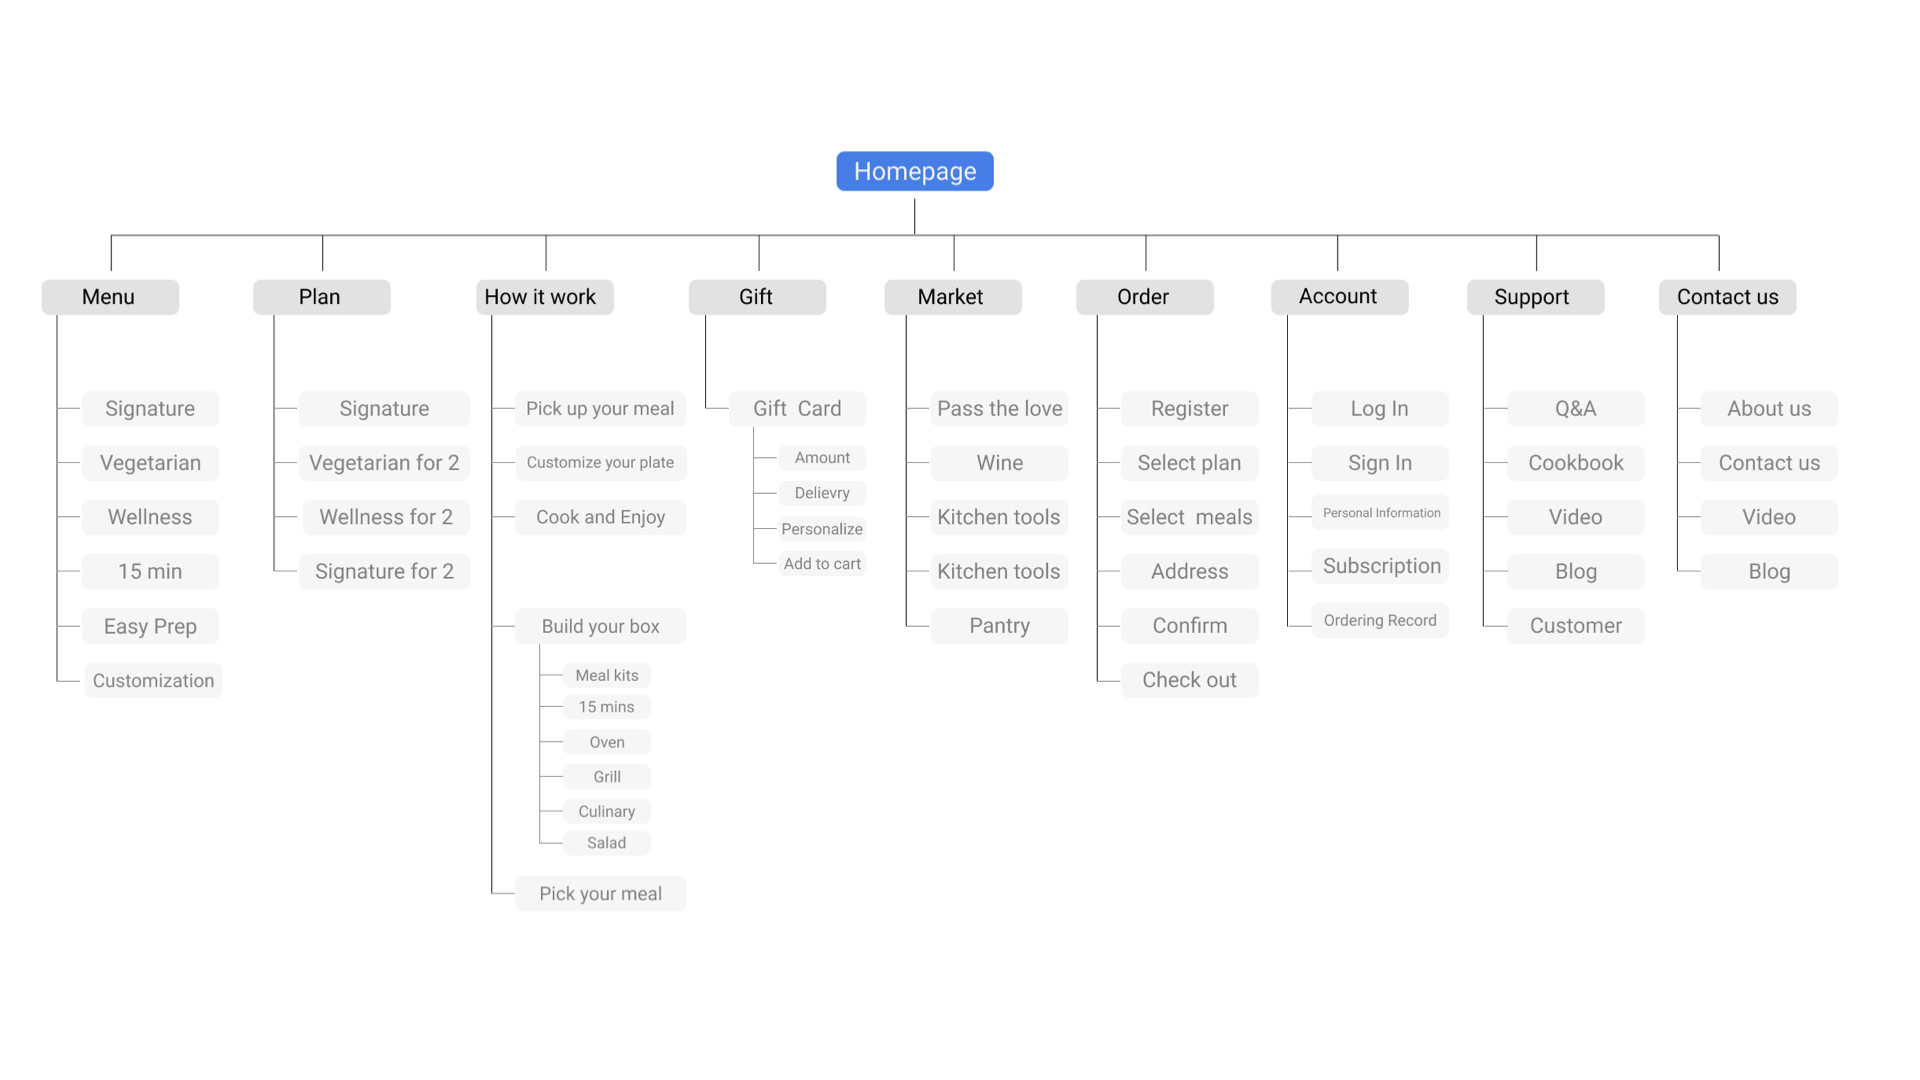 Homepage
Menu
Signature
Vegetarian
Wellness
15 min
Easy Prep
Customization
Plan
Signature
Vegetarian for 2
Wellness for 2
Signature for 2
How it work
Pick up your meal
Customize your plate
Cook and Enjoy
Build your box
Meal kits
15 mins
Oven
Grill
Culinary
Salad
Pick your meal
Gift
Gift Card
Amount
Delievry
Personalize
Add to cart
Market
Pass the love
Wine
Kitchen tools
Kitchen tools
Pantry
Order
Register
Select plan
Select meals
Address
Confirm
Check out
Account
Log In
Sign In
Personal Information
Subscription
Ordering Record
Support
Q&A
Cookbook
Video
Blog
Customer
Contact us
About us
Contact us
Video
Blog